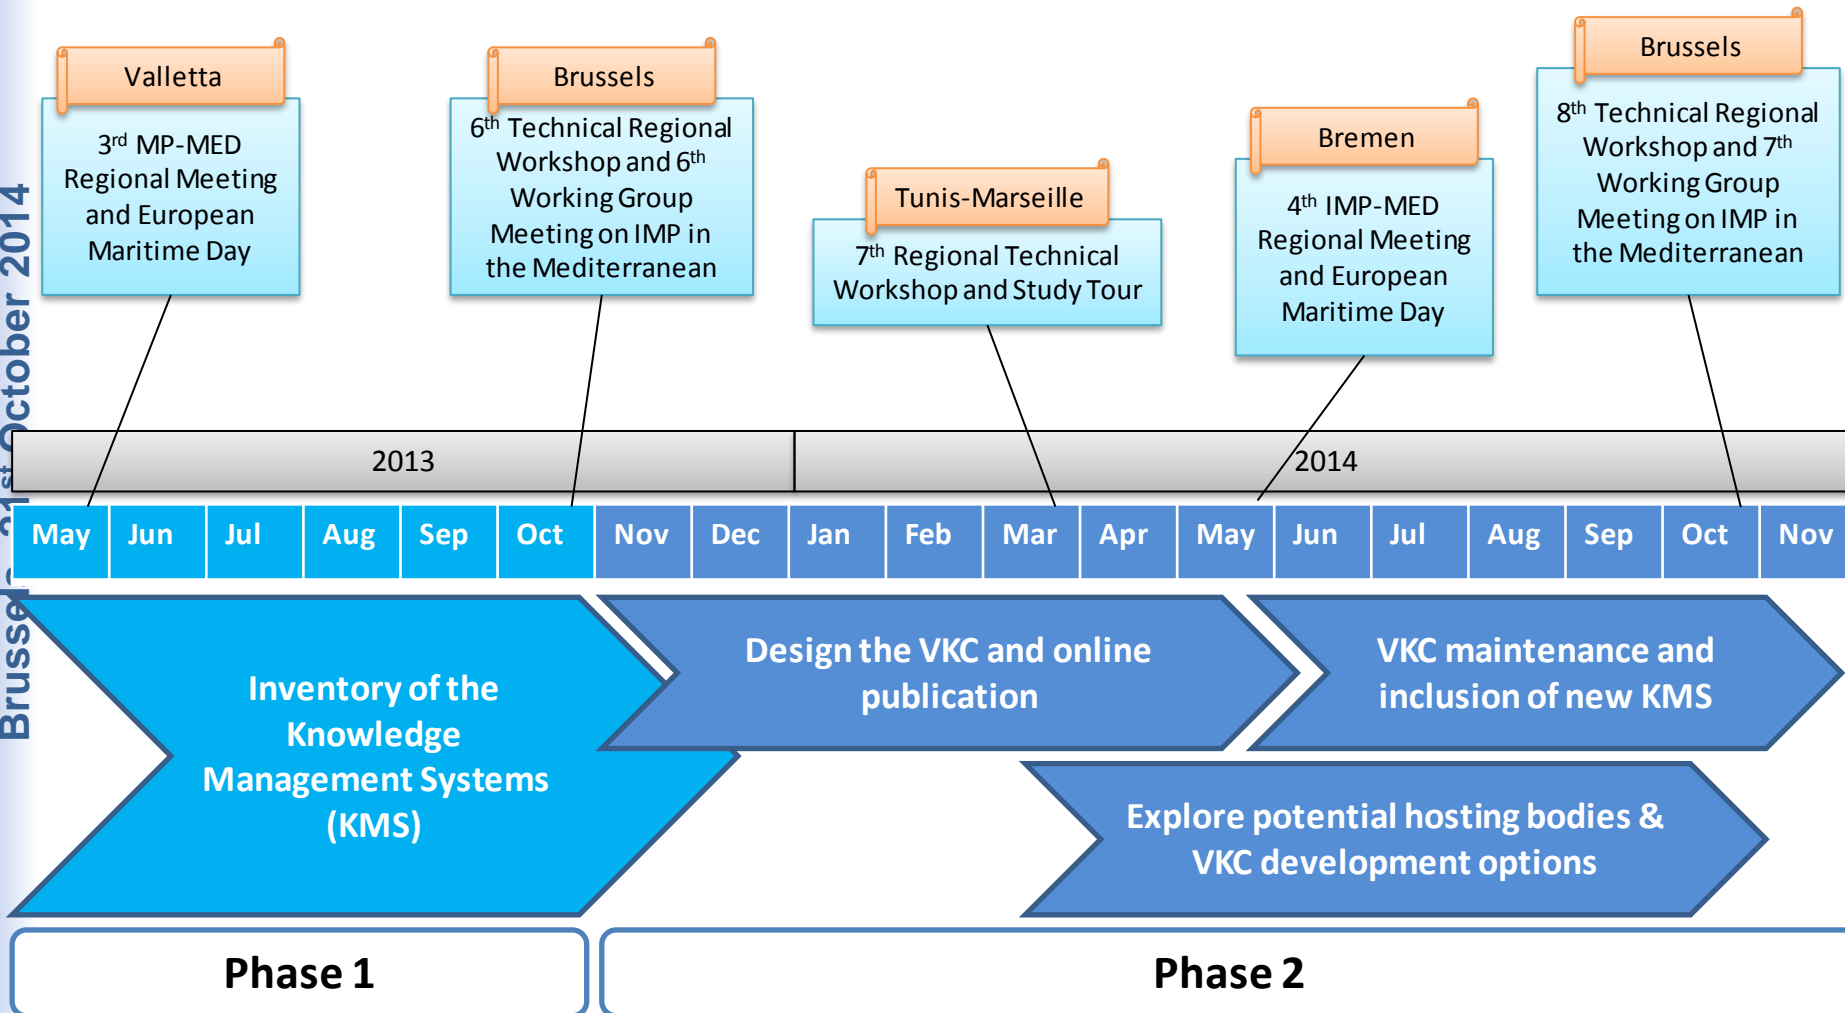 Valletta
3rd MP-MED
Regional Meeting
and European
Maritime Day
Brussels
6th Technical Regional
Workshop and 6th
Working Group
Meeting on IMP in
the Mediterranean
Tunis-Marseille
7th Regional Technical
Workshop and Study Tour
Bremen
4th IMP-MED
Regional Meeting
and European
Maritime Day
Brussels
8th Technical Regional
Workshop and 7th
Working Group
Meeting on IMP in
the Mediterranean
Brussels 21st October 2014
2013 2014
May Jun Jul Aug Sep Oct Nov Dec Jan Feb Mar Apr May Jun Jul Aug Sep Oct Nov
Inventory of the
Knowledge
Management Systems
(KMS)
Design the VKC and online
publication
VKC maintenance and
inclusion of new KMS
Explore potential hosting bodies &
VKC development options
Phase 1
Phase 2